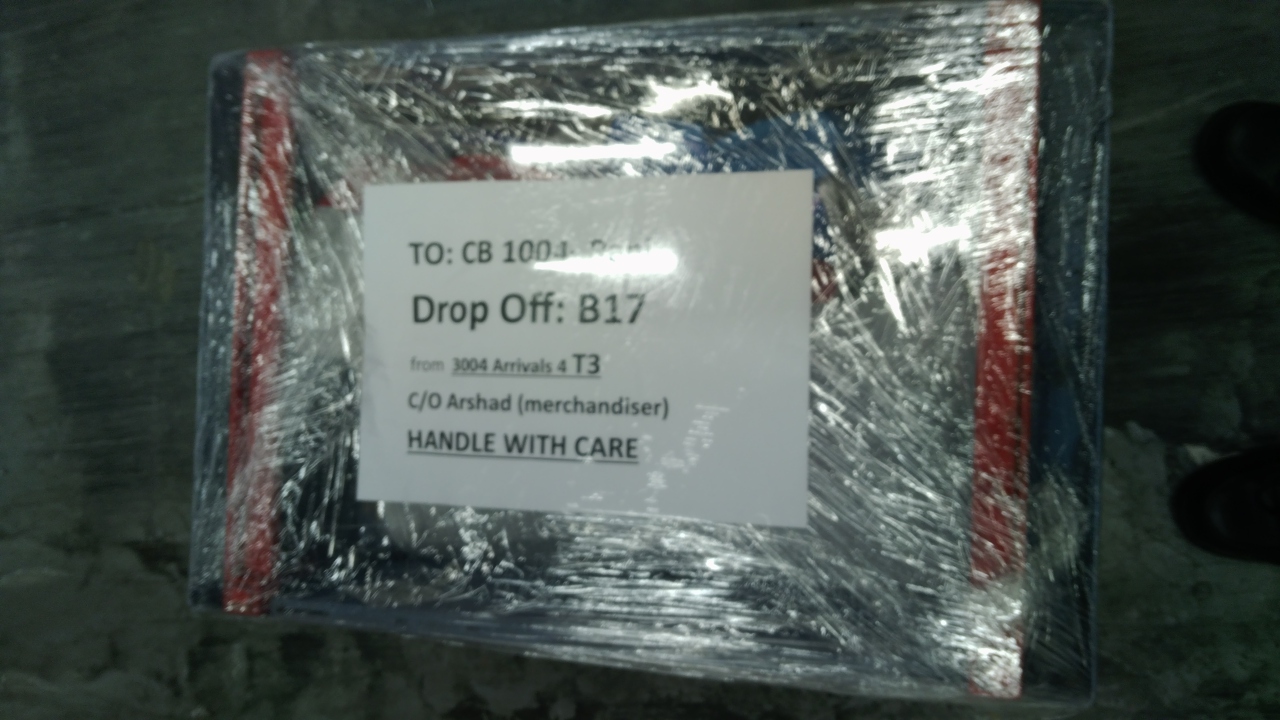 TO: CB 1004
Drop Off: B17
from 3004 Arrivals 4 T3
C/O Arshad (merchandiser)
HANDLE WITH CARE